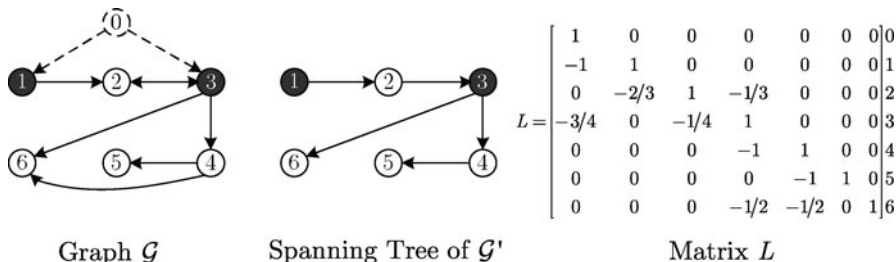 0
1 2 3
6 5 4
Graph 𝒢
1 2 3
6 5 4
Spanning Tree of 𝒢'
L =
1 0 0 0 0 0 0 0
−1 1 0 0 0 0 0 1
0 −2/3 1 −1/3 0 0 0 2
−3/4 0 −1/4 1 0 0 0 3
0 0 0 −1 1 0 0 4
0 0 0 0 −1 1 0 5
0 0 0 −1/2 −1/2 0 1 6
Matrix L